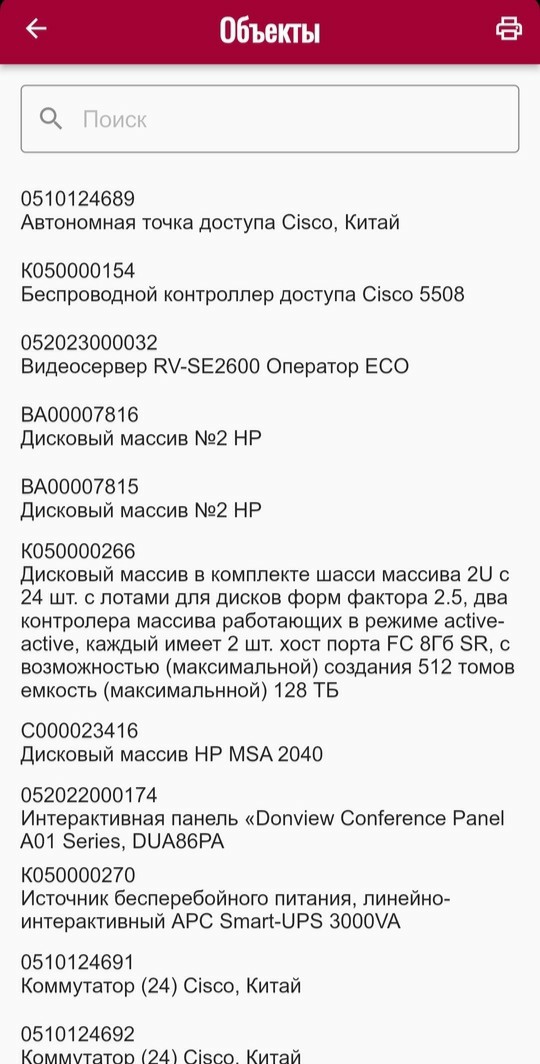 Объекты
Поиск
0510124689
Автономная точка доступа Cisco, Китай
К050000154
Беспроводной контроллер доступа Cisco 5508
052023000032
Видеосервер RV-SE2600 Оператор ECO
ВА00007816
Дисковый массив №2 HP
ВА00007815
Дисковый массив №2 HP
К050000266
Дисковый массив в комплекте шасси массива 2U с
24 шт. с лотами для дисков форм фактора 2.5, два
контролера массива работающих в режиме active-
active, каждый имеет 2 шт. хост порта FC 8Гб SR, с
возможностью (максимальной) создания 512 томов
емкость (максимальнной) 128 ТБ
С000023416
Дисковый массив HP MSA 2040
052022000174
Интерактивная панель «Donview Conference Panel
A01 Series, DUA86PA
К050000270
Источник бесперебойного питания, линейно-
интерактивный APC Smart-UPS 3000VA
0510124691
Коммутатор (24) Cisco, Китай
0510124692
Коммутатор (24) Cisco, Китай